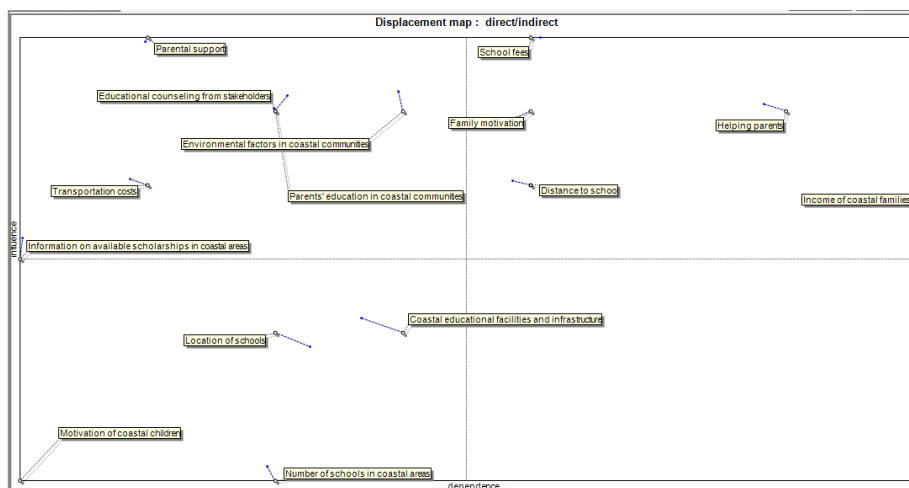 Displacement map : direct/indirect
Parental support
School fees
Educational counseling from stakeholders
Family motivation
Helping parents
Environmental factors in coastal communities
Transportation costs
Parents' education in coastal communities
Distance to school
Income of coastal families
influence
Information on available scholarships in coastal areas
Coastal educational facilities and infrastructure
Location of schools
Motivation of coastal children
Number of schools in coastal areas
dependence